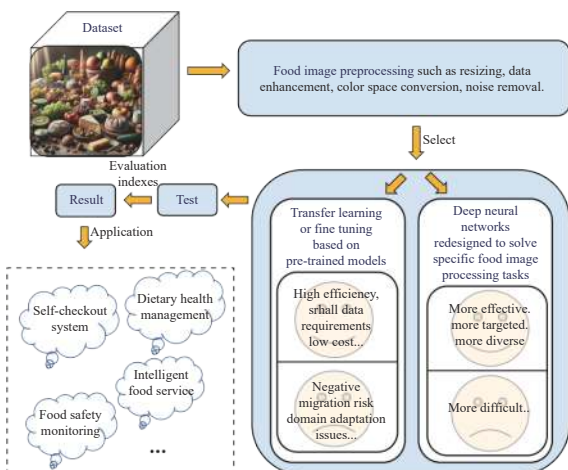 Dataset
Food image preprocessing such as resizing, data
enhancement, color space conversion, noise removal.
Select
Evaluation
indexes
Result
Test
Application
Transfer learning
or fine tuning
based on
pre-trained models
High efficiency,
srhall data
requirements
low cost...
Negative
migration risk
domain adaptation
issues...
Deep neural
networks
redesigned to solve
specific food image
processing tasks
More effective.
more targeted.
more diverse
More difficult..
Self-checkout
system
Dietary health
management
Intelligent
food service
Food safety
monitoring
...